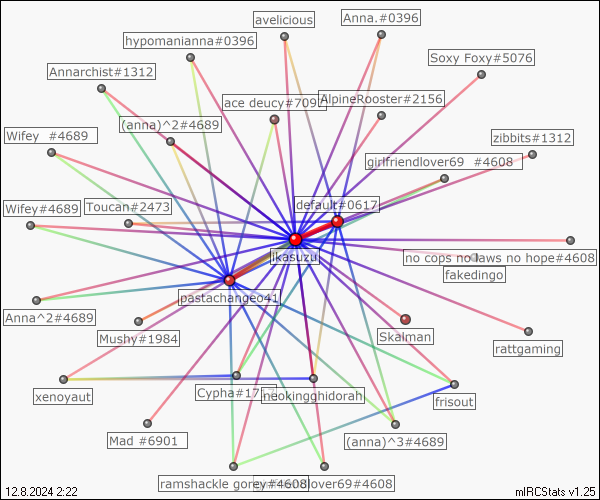 avelicious
Anna.#0396
hypomanianna#0396
Soxy Foxy#5076
Annarchist#1312
ace deucy#709
AlpineRooster#2156
(anna)^2#4689
Wifey #4689
zibbits#1312
girlfriendlover69 #4608
Wifey#4689
Toucan#2473
default#0617
jikasuzu
no cops no laws no hope#4608
fakedingo
pastachangeo41
Anna^2#4689
Mushy#1984
Skalman
rattgaming
xenoyaut
Cypha#17
neokingghidorah
frisout
Mad #6901
(anna)^3#4689
ramshackle gorey#4608
lover69#4608
12.8.2024 2:22
mIRCStats v1.25